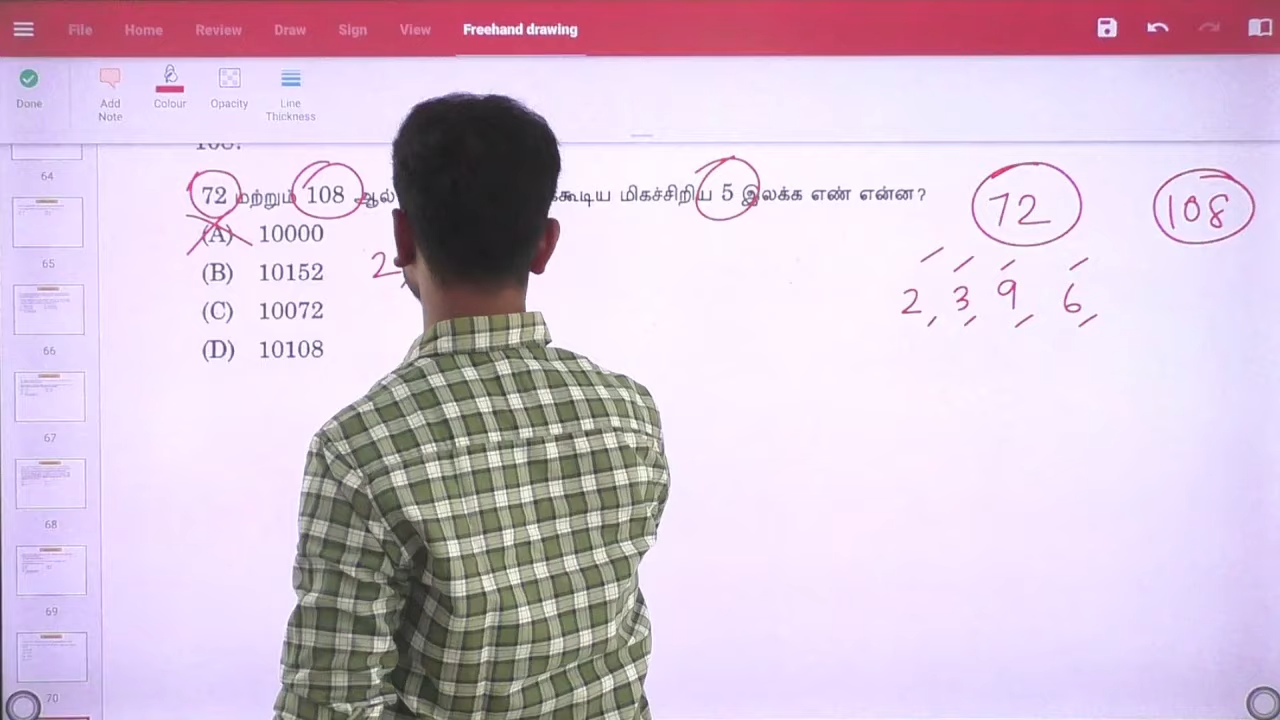 File Home Review Draw Sign View Freehand drawing
Done Add Note Colour Opacity Line Thickness
108.
72 மற்றும் 108 ஆல் கூடிய மிகச்சிறிய 5 இலக்க எண் என்ன?
72 108
(A) 10000
(B) 10152 2
(C) 10072
(D) 10108
2, 3, 9, 6,
64
65
66
67
68
69
70